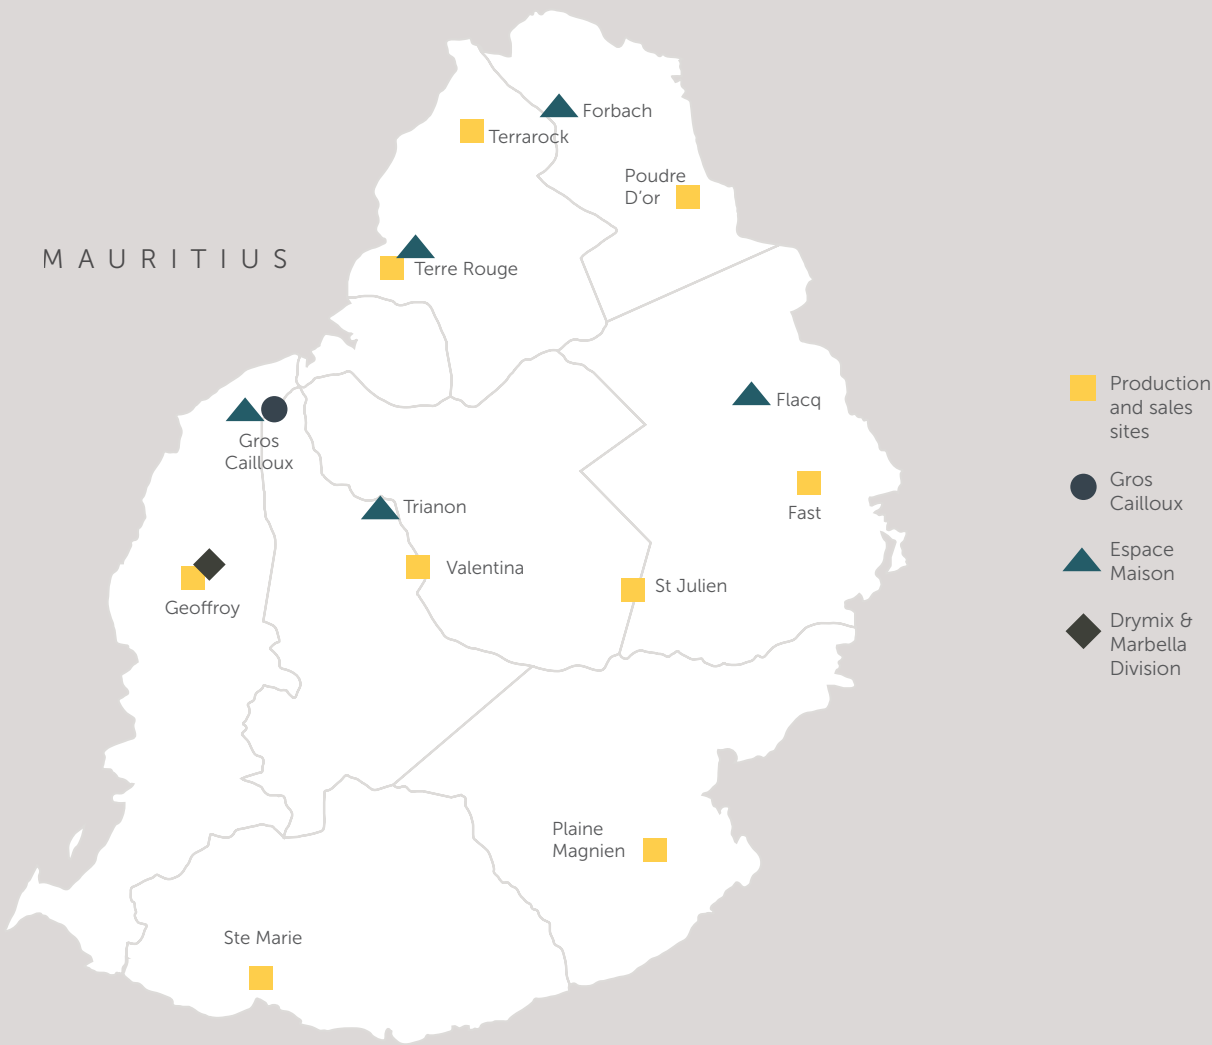 Forbach
Terrarock
Poudre
D'or
MAURITIUS
Terre Rouge
Production
and sales
sites
Flacq
Gros
Cailloux
Gros
Cailloux
Trianon
Fast
Espace
Maison
Valentina
St Julien
Geoffroy
Drymix &
Marbella
Division
Plaine
Magnien
Ste Marie